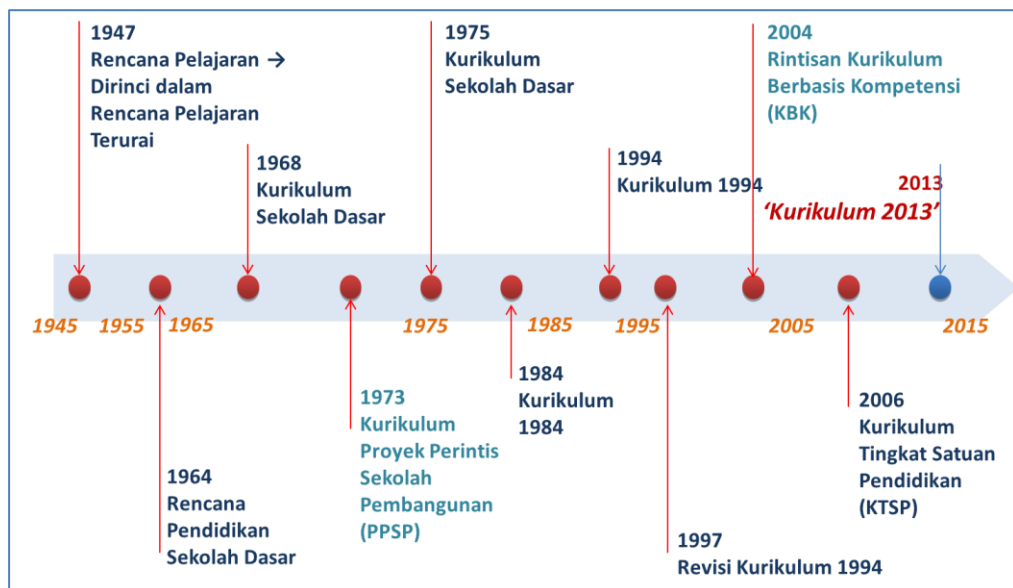 1947
Rencana Pelajaran →
Dirinci dalam
Rencana Pelajaran
Terurai
1968
Kurikulum
Sekolah Dasar
1975
Kurikulum
Sekolah Dasar
1994
Kurikulum 1994
2004
Rintisan Kurikulum
Berbasis Kompetensi
(KBK)
2013
‘Kurikulum 2013’
1945
1955
1965
1975
1985
1995
2005
2015
1964
Rencana
Pendidikan
Sekolah Dasar
1973
Kurikulum
Proyek Perintis
Sekolah
Pembangunan
(PPSP)
1984
Kurikulum
1984
1997
Revisi Kurikulum 1994
2006
Kurikulum
Tingkat Satuan
Pendidikan
(KTSP)